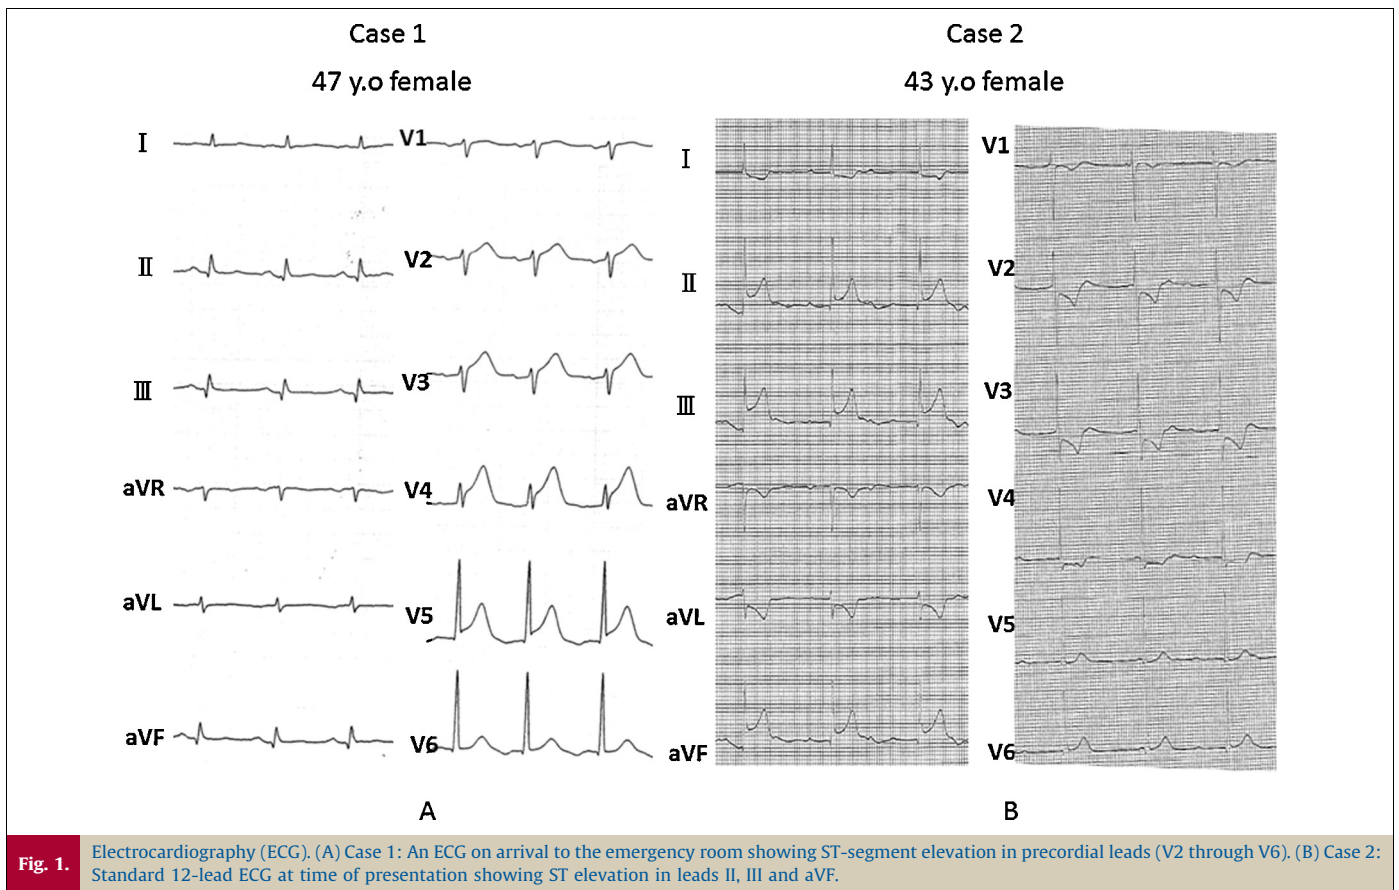 Case 1
47 y.o female
I
II
III
aVR
aVL
aVF
V1
V2
V3
V4
V5
V6
A
Case 2
43 y.o female
I
II
III
aVR
aVL
aVF
V1
V2
V3
V4
V5
V6
B
Fig. 1.
Electrocardiography (ECG). (A) Case 1: An ECG on arrival to the emergency room showing ST-segment elevation in precordial leads (V2 through V6). (B) Case 2:
Standard 12-lead ECG at time of presentation showing ST elevation in leads II, III and aVF.